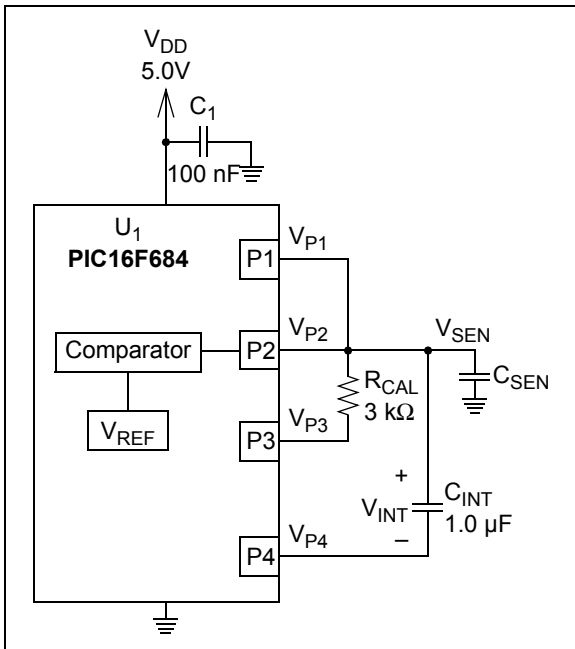 V_DD
5.0V
C_1
100 nF
U_1
PIC16F684
P1
V_P1
Comparator
P2
V_P2
V_SEN
C_SEN
V_REF
R_CAL
3 kΩ
P3
V_P3
+
V_INT
–
C_INT
1.0 µF
P4
V_P4